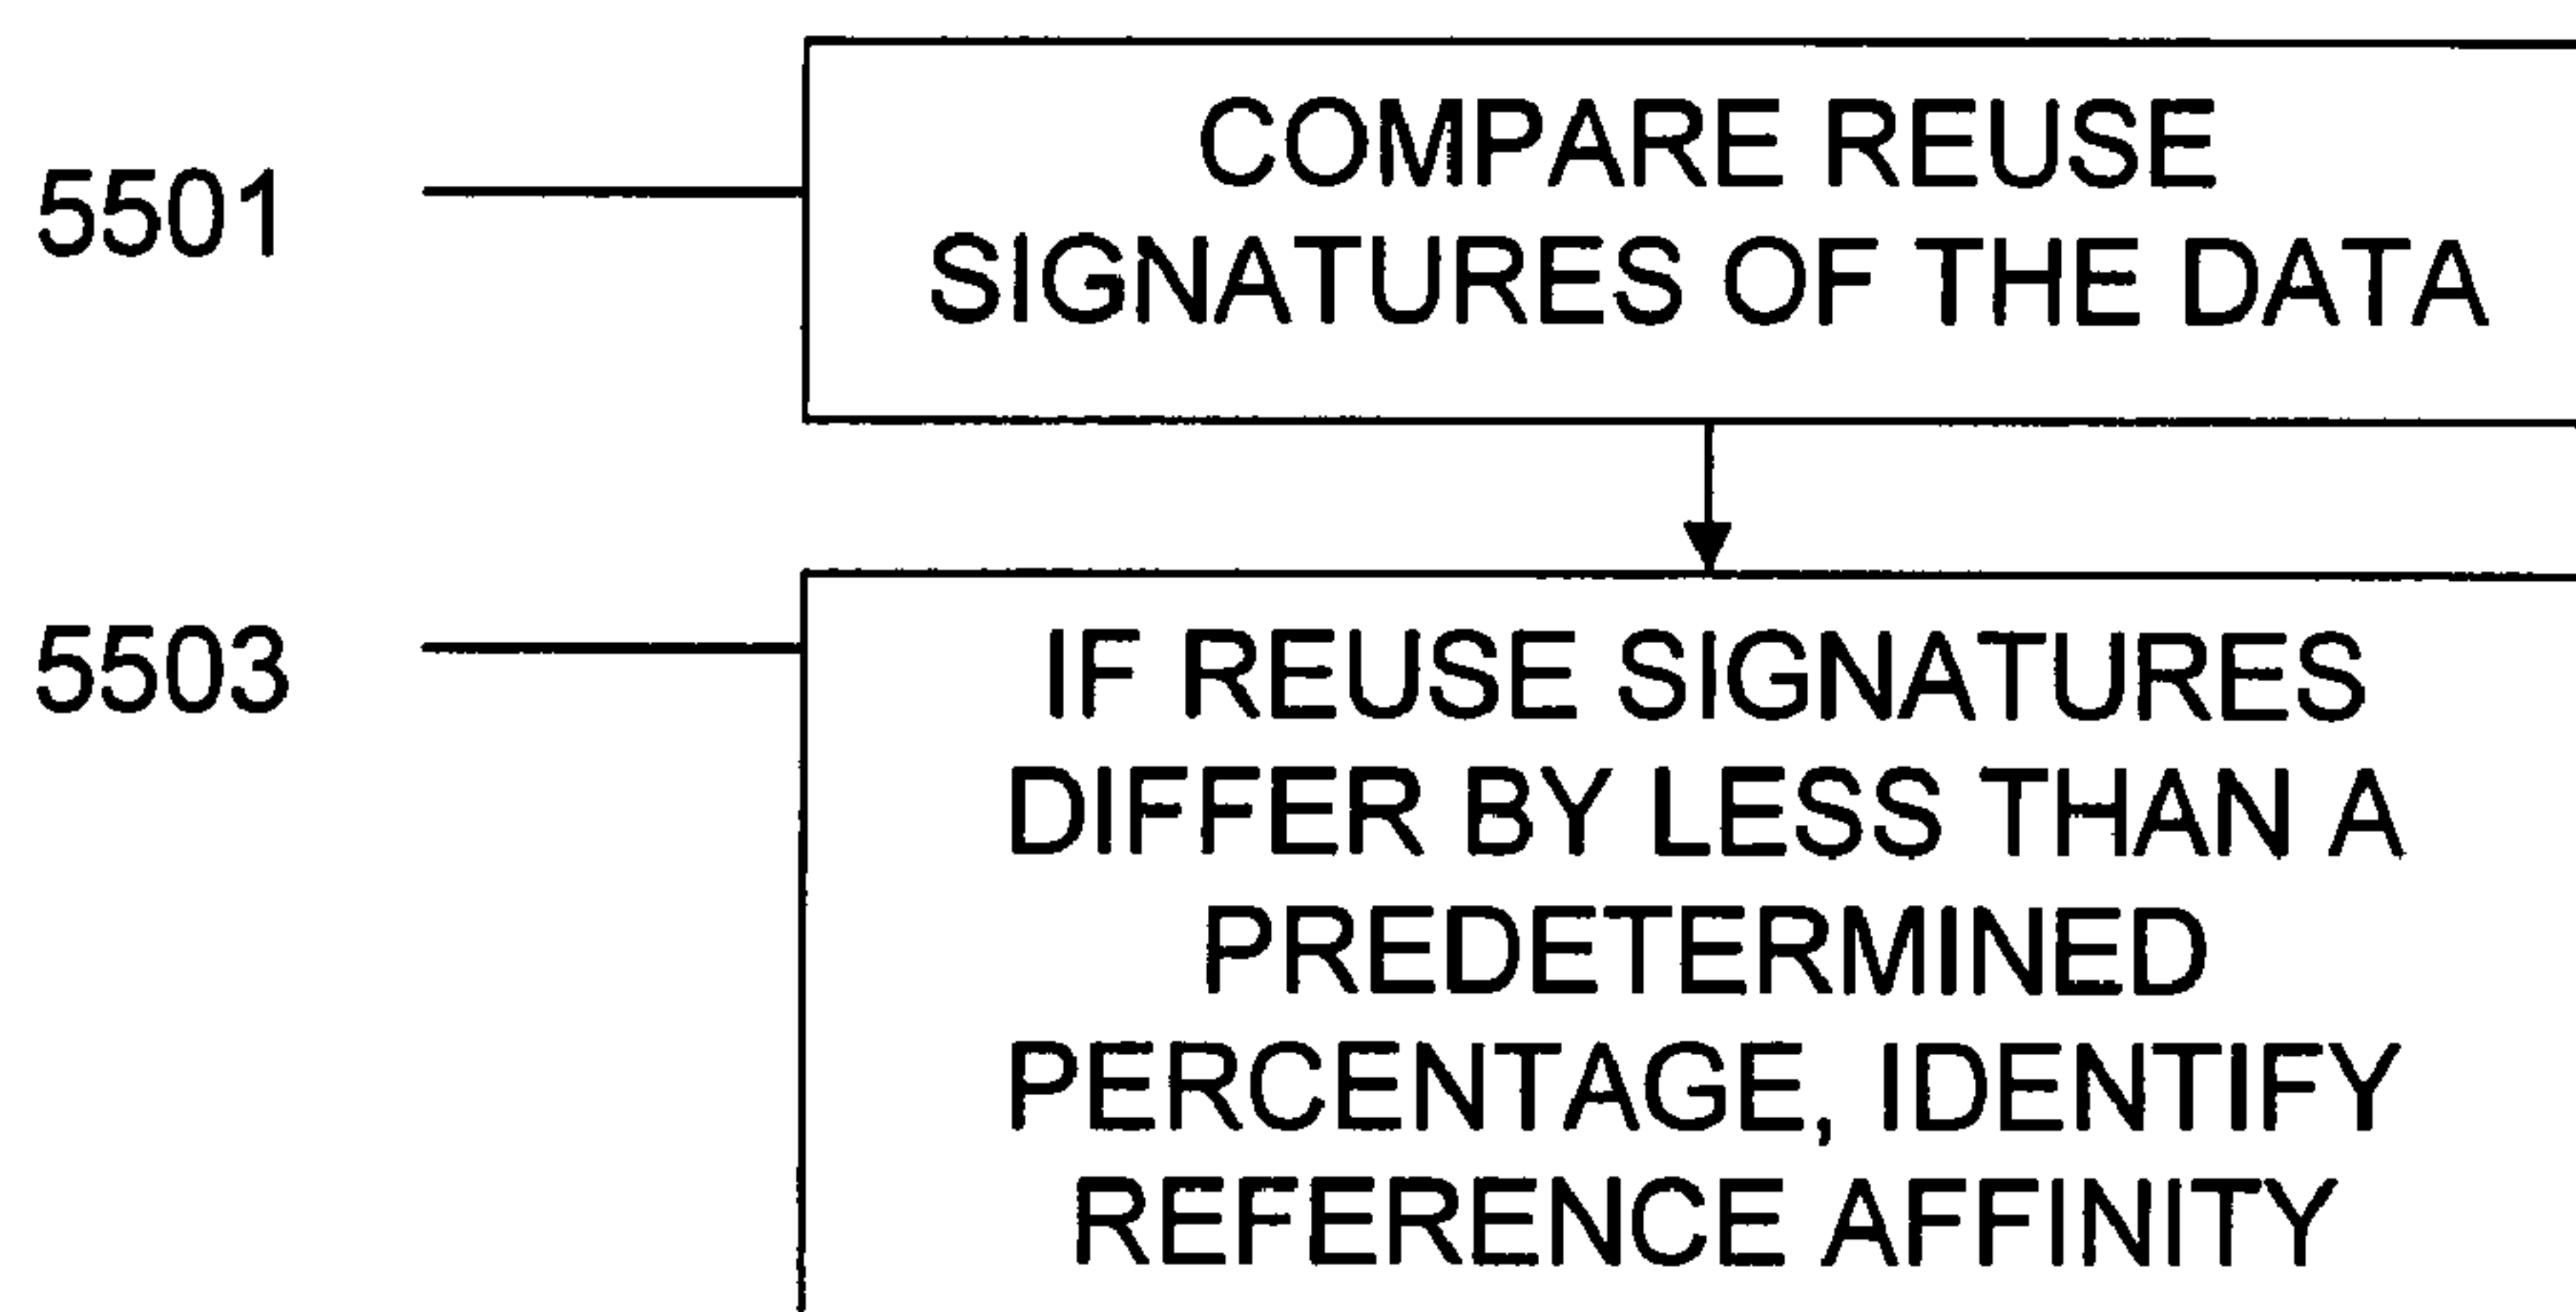 5501
COMPARE REUSE
SIGNATURES OF THE DATA
5503
IF REUSE SIGNATURES
DIFFER BY LESS THAN A
PREDETERMINED
PERCENTAGE, IDENTIFY
REFERENCE AFFINITY